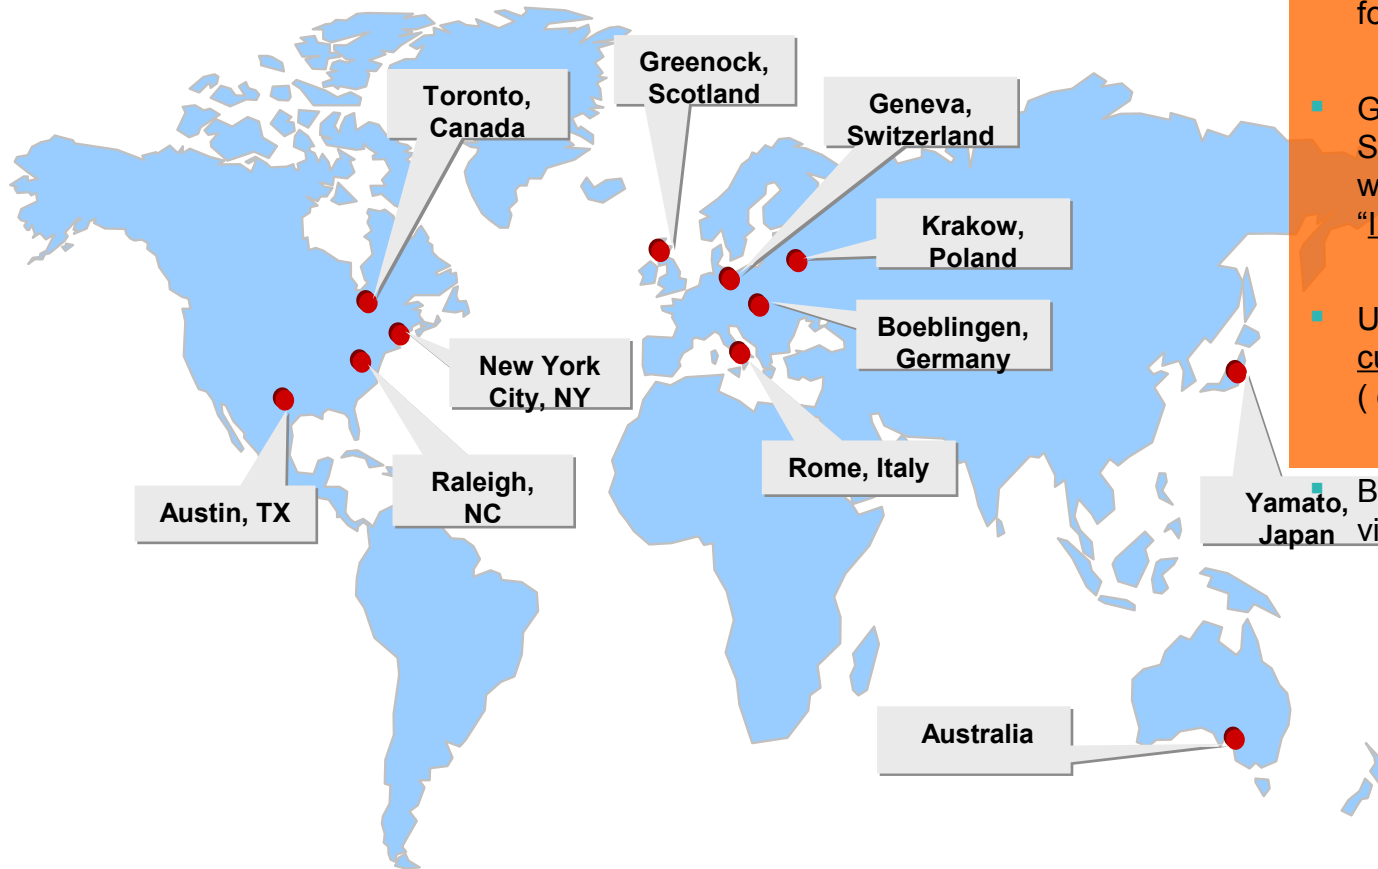 Greenock,
Scotland
Toronto,
Canada
Geneva,
Switzerland
Krakow,
Poland
Boeblingen,
Germany
New York
City, NY
Rome, Italy
Raleigh,
NC
Austin, TX
Yamato,
Japan
Australia